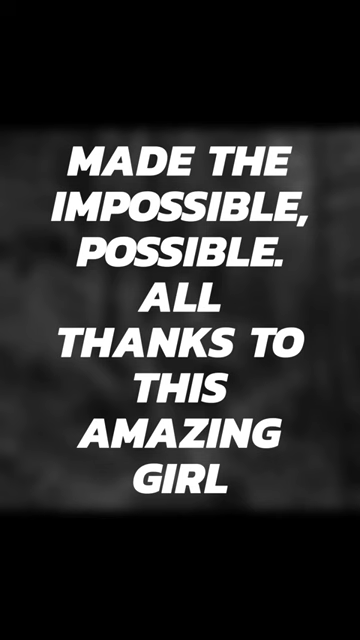 MADE THE
IMPOSSIBLE,
POSSIBLE.
ALL
THANKS TO
THIS
AMAZING
GIRL